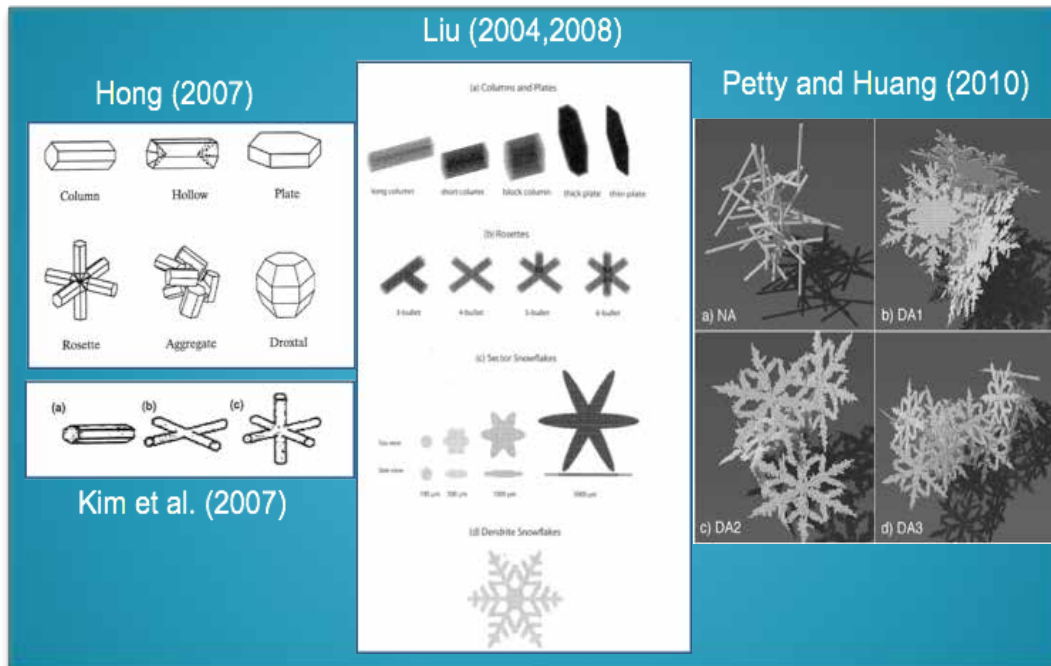 Liu (2004,2008)
Hong (2007)
Petty and Huang (2010)
Column
Hollow
Plate
Rosette
Aggregate
Droxtal
(a)
(b)
(c)
Kim et al. (2007)
(a) Columns and Plates
long column
short column
block column
thick plate
thin plate
(b) Rosettes
3-bullet
4-bullet
5-bullet
6-bullet
(c) Sector Snowflakes
Top view
Side view
500 µm
1000 µm
(d) Dendrite Snowflakes
a) NA
b) DA1
c) DA2
d) DA3